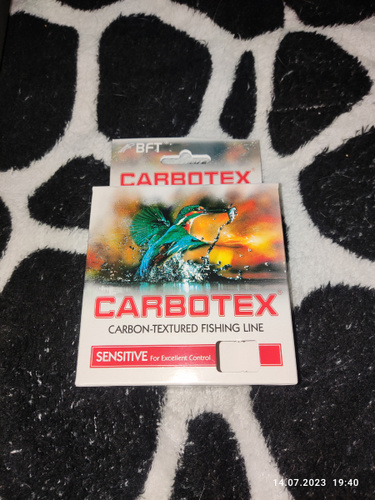 BFT
CARBOTEX
CARBOTEX
CARBON-TEXTURED FISHING LINE
SENSITIVE For Excellent Control
14.07.2023 19:40